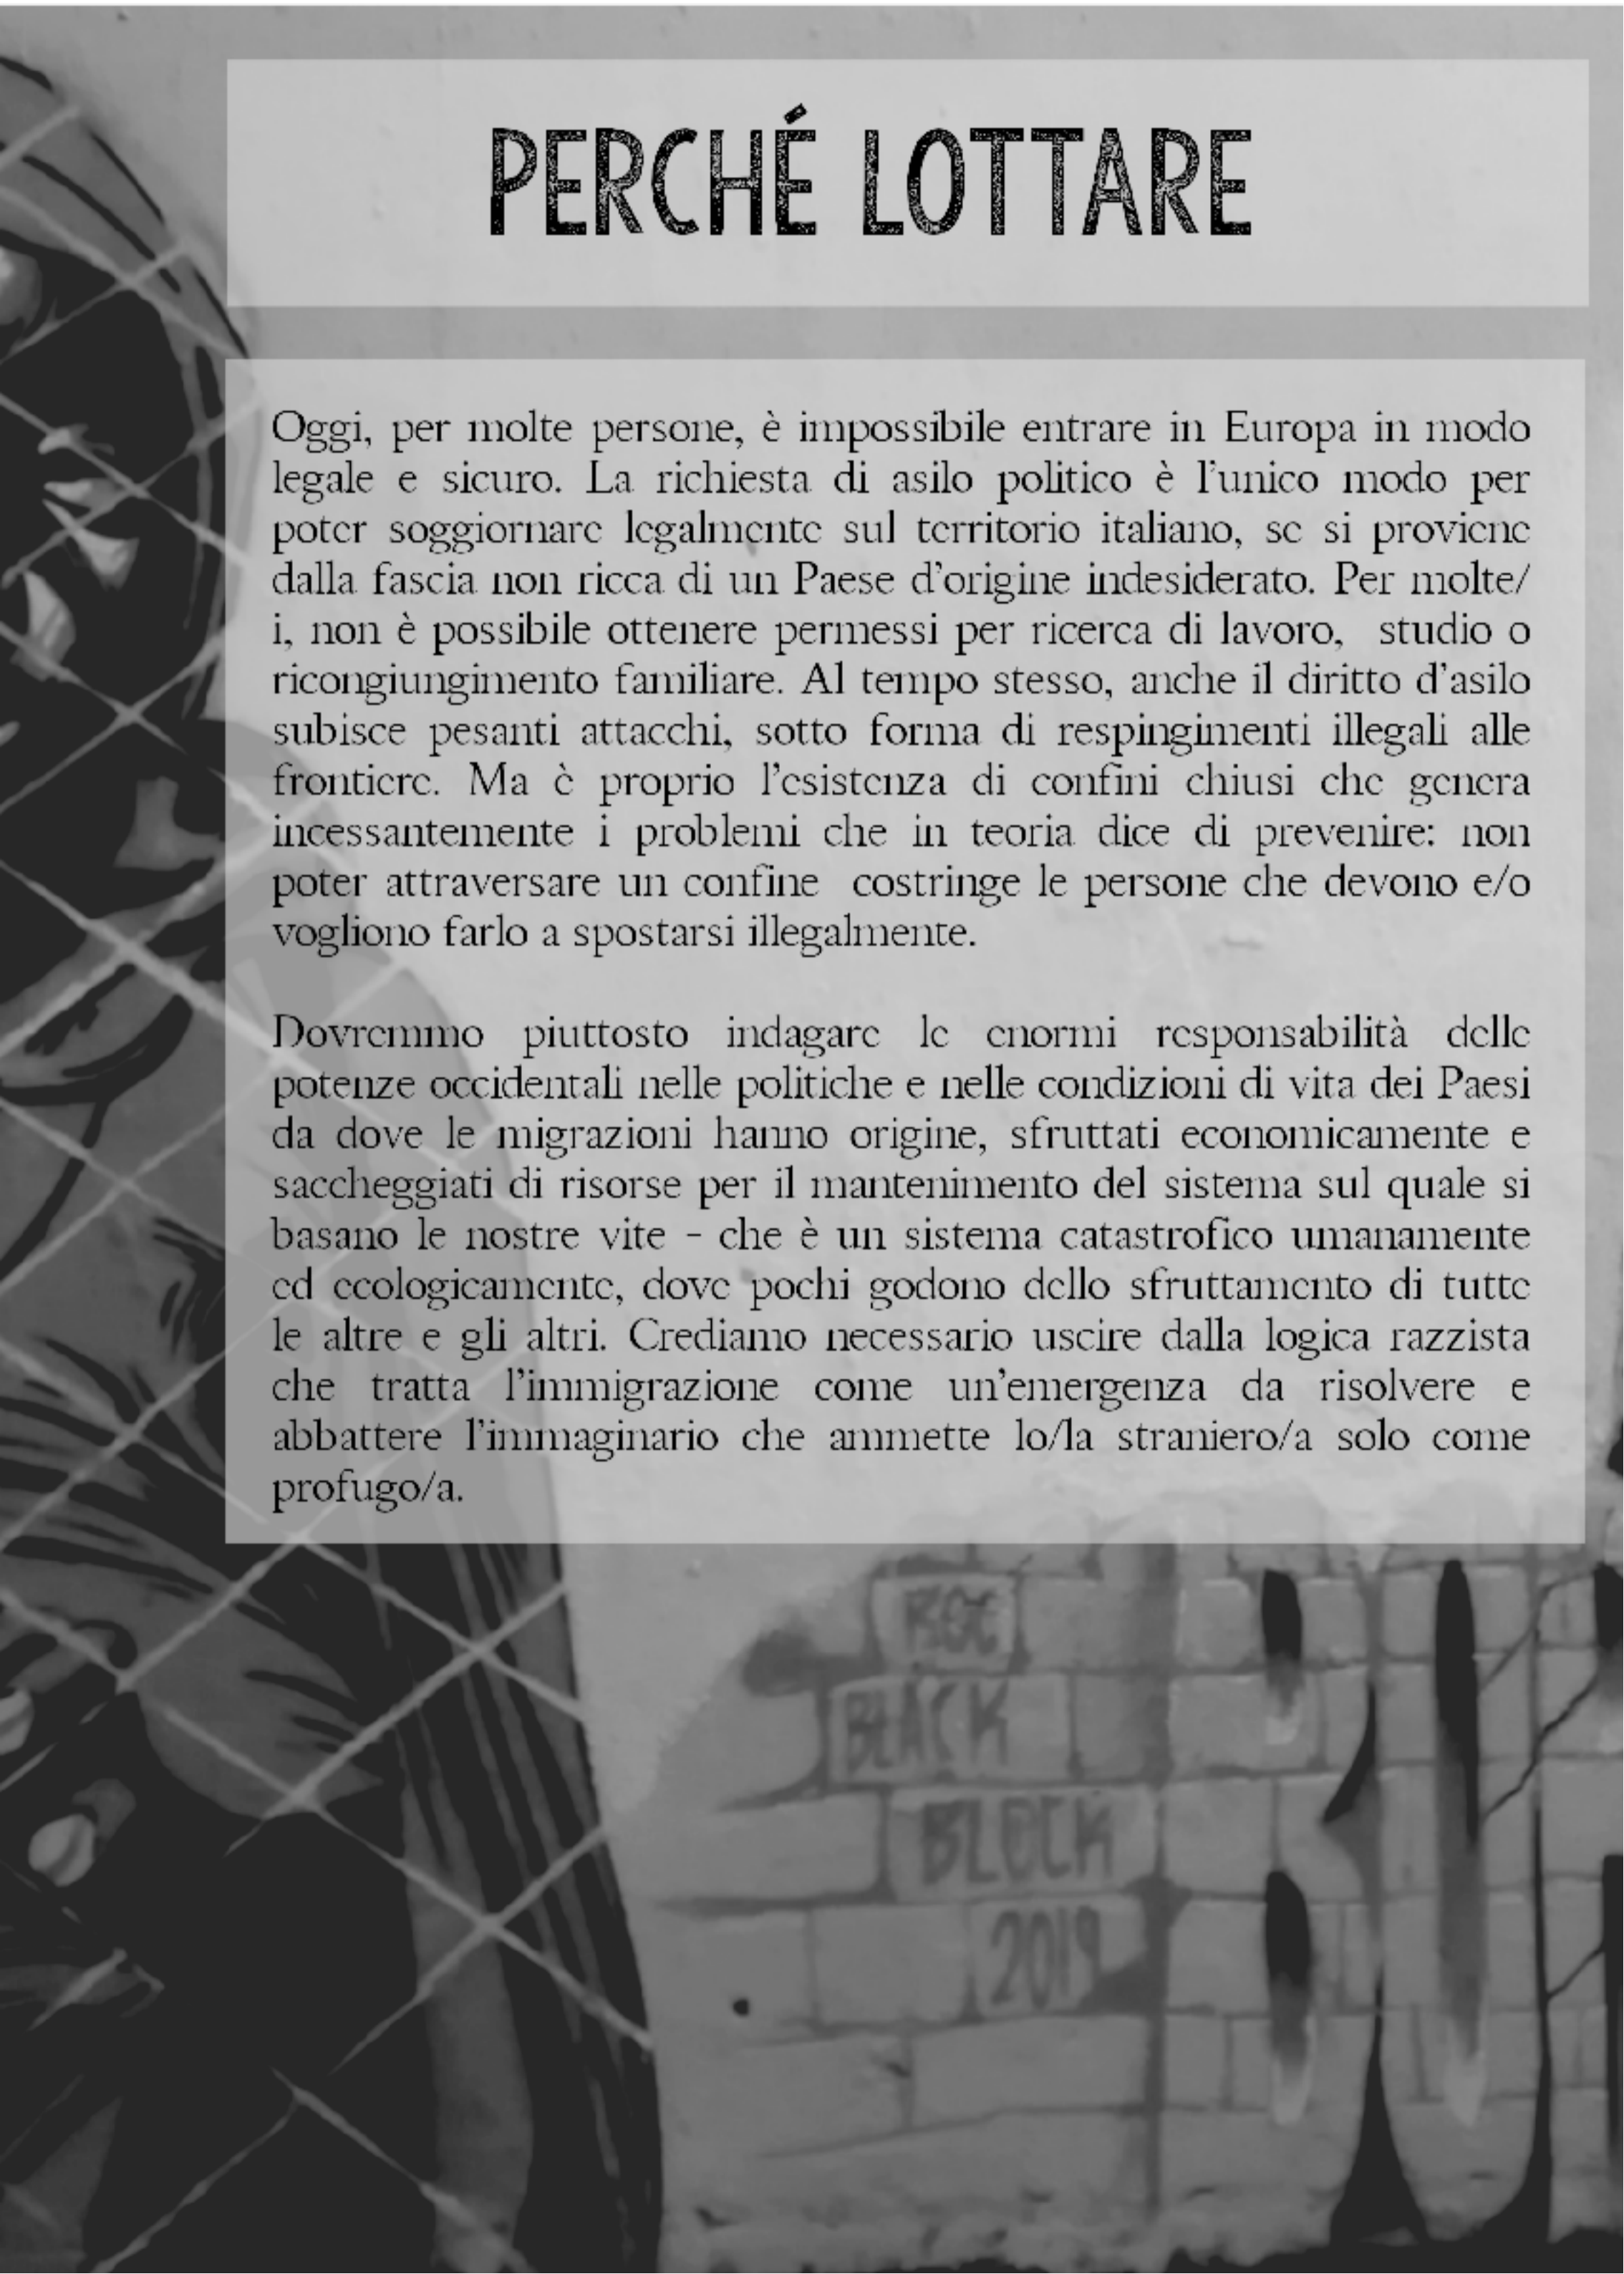 PERCHÉ LOTTARE
Oggi, per molte persone, è impossibile entrare in Europa in modo
legale e sicuro. La richiesta di asilo politico è l'unico modo per
poter soggiornare legalmente sul territorio italiano, se si proviene
dalla fascia non ricca di un Paese d'origine indesiderato. Per molte/
i, non è possibile ottenere permessi per ricerca di lavoro, studio o
ricongiungimento familiare. Al tempo stesso, anche il diritto d'asilo
subisce pesanti attacchi, sotto forma di respingimenti illegali alle
frontiere. Ma è proprio l'esistenza di confini chiusi che genera
incessantemente i problemi che in teoria dice di prevenire: non
poter attraversare un confine costringe le persone che devono e/o
vogliono farlo a spostarsi illegalmente.
Dovremmo piuttosto indagare le enormi responsabilità delle
potenze occidentali nelle politiche e nelle condizioni di vita dei Paesi
da dove le migrazioni hanno origine, sfruttati economicamente e
saccheggiati di risorse per il mantenimento del sistema sul quale si
basano le nostre vite - che è un sistema catastrofico umanamente
ed ecologicamente, dove pochi godono dello sfruttamento di tutte
le altre e gli altri. Crediamo necessario uscire dalla logica razzista
che tratta l'immigrazione come un'emergenza da risolvere e
abbattere l'immaginario che ammette lo/la straniero/a solo come
profugo/a.
BLACK
BLOCK
2019